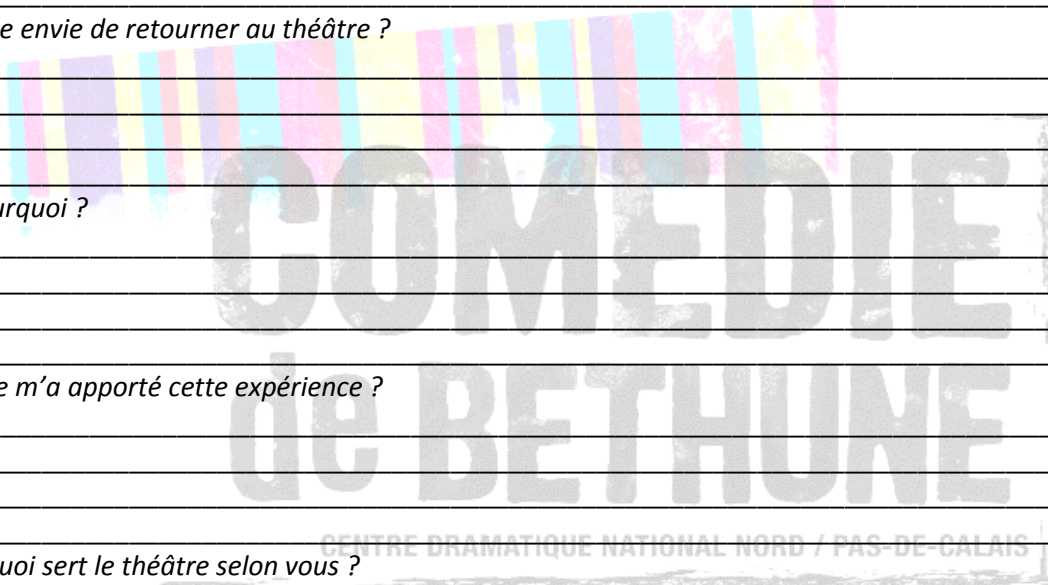 e envie de retourner au théâtre ?
urquoi ?
COMEDIE
de BETHUNE
e m’a apporté cette expérience ?
CENTRE DRAMATIQUE NATIONAL NORD / PAS-DE-CALAIS
uoi sert le théâtre selon vous ?